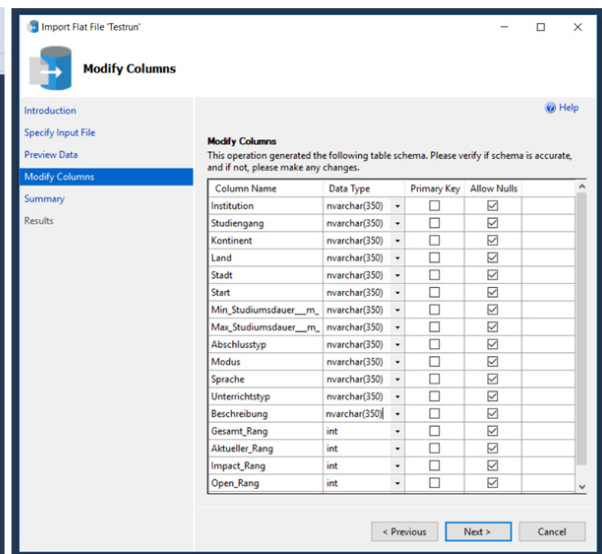 Import Flat File 'Testrun'
Modify Columns
Introduction
Specify Input File
Preview Data
Modify Columns
Summary
Results
Help
Modify Columns
This operation generated the following table schema. Please verify if schema is accurate,
and if not, please make any changes.
Column Name Data Type Primary Key Allow Nulls
Institution nvarchar(350)
Studiengang nvarchar(350)
Kontinent nvarchar(350)
Land nvarchar(350)
Stadt nvarchar(350)
Start nvarchar(350)
Min_Studiumsdauer__m_ nvarchar(350)
Max_Studiumsdauer__m_ nvarchar(350)
Abschlusstyp nvarchar(350)
Modus nvarchar(350)
Sprache nvarchar(350)
Unterrichtstyp nvarchar(350)
Beschreibung nvarchar(350)
Gesamt_Rang int
Aktueller_Rang int
Impact_Rang int
Open_Rang int
< Previous Next > Cancel